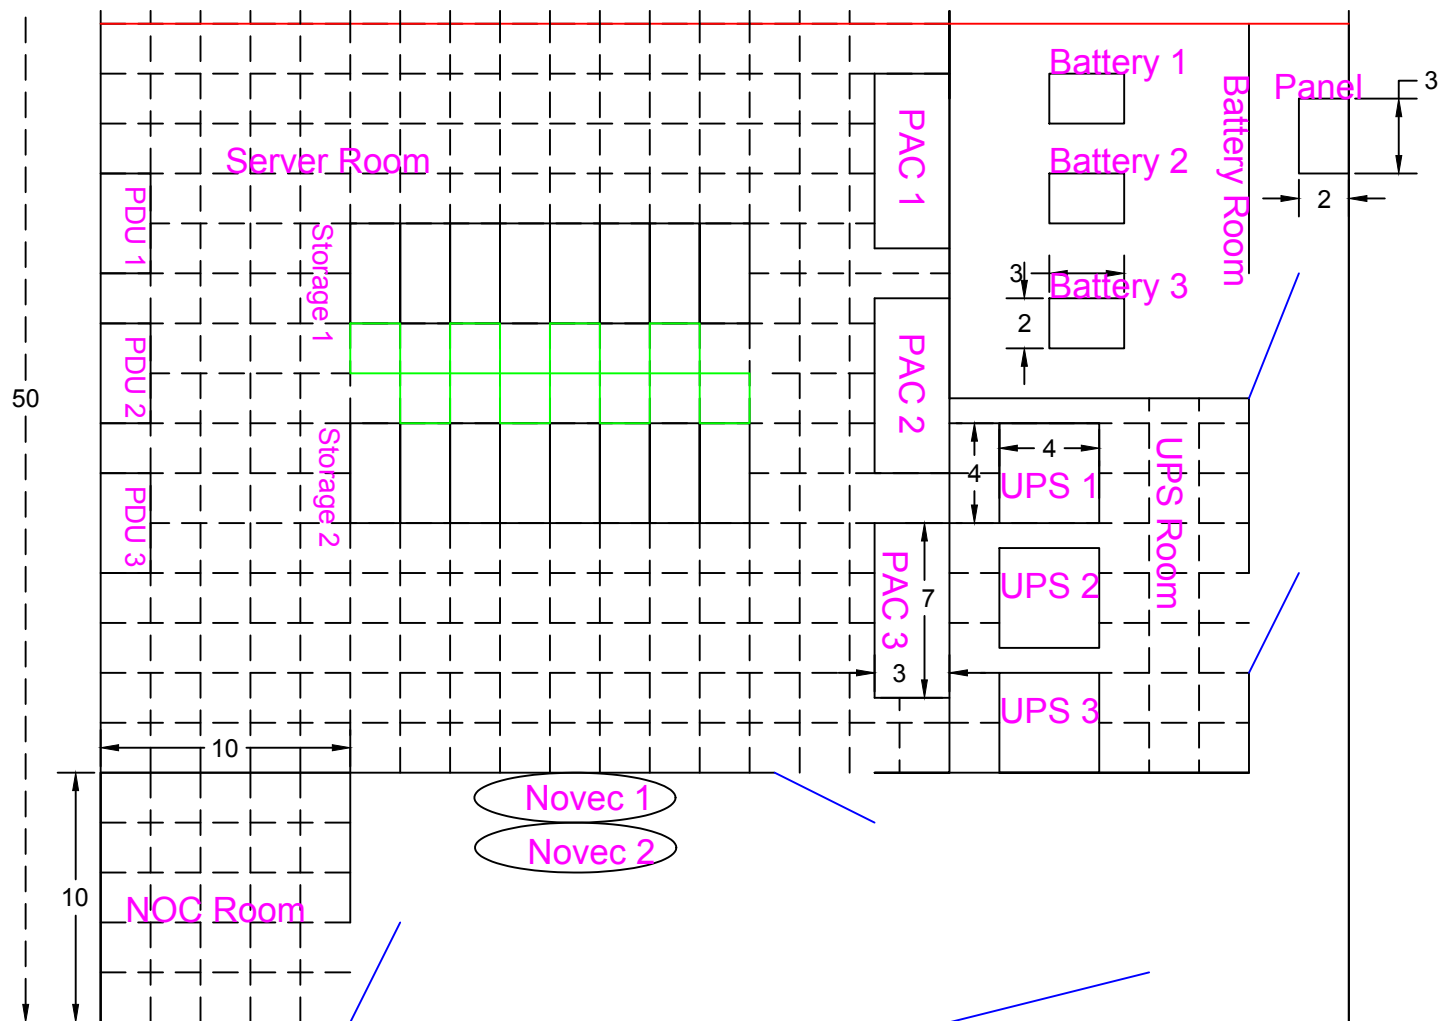 Battery 1
Panel
3
Battery Room
PAC 1
Server Room
Battery 2
PDU 1
2
Storage 1
3
Battery 3
2
PDU 2
PAC 2
50
Storage 2
4
4
UPS 1
UPS Room
PDU 3
PAC 3
7
UPS 2
3
UPS 3
10
Novec 1
Novec 2
10
NOC Room